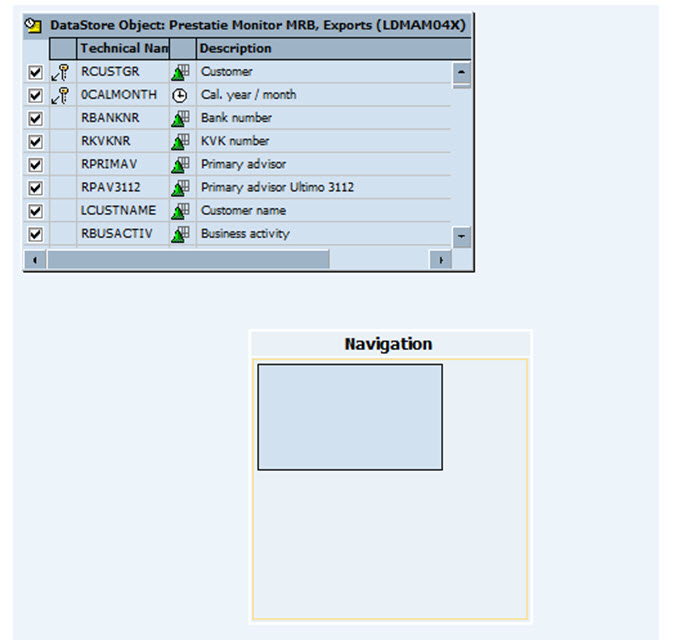 DataStore Object: Prestatie Monitor MRB, Exports (LDMAM04X)
Technical Nan Description
RCUSTGR Customer
0CALMONTH Cal. year / month
RBANKNR Bank number
RKVKNR KVK number
RPRIMAV Primary advisor
RPAV3112 Primary advisor Ultimo 3112
LCUSTNAME Customer name
RBUSACTIV Business activity
Navigation